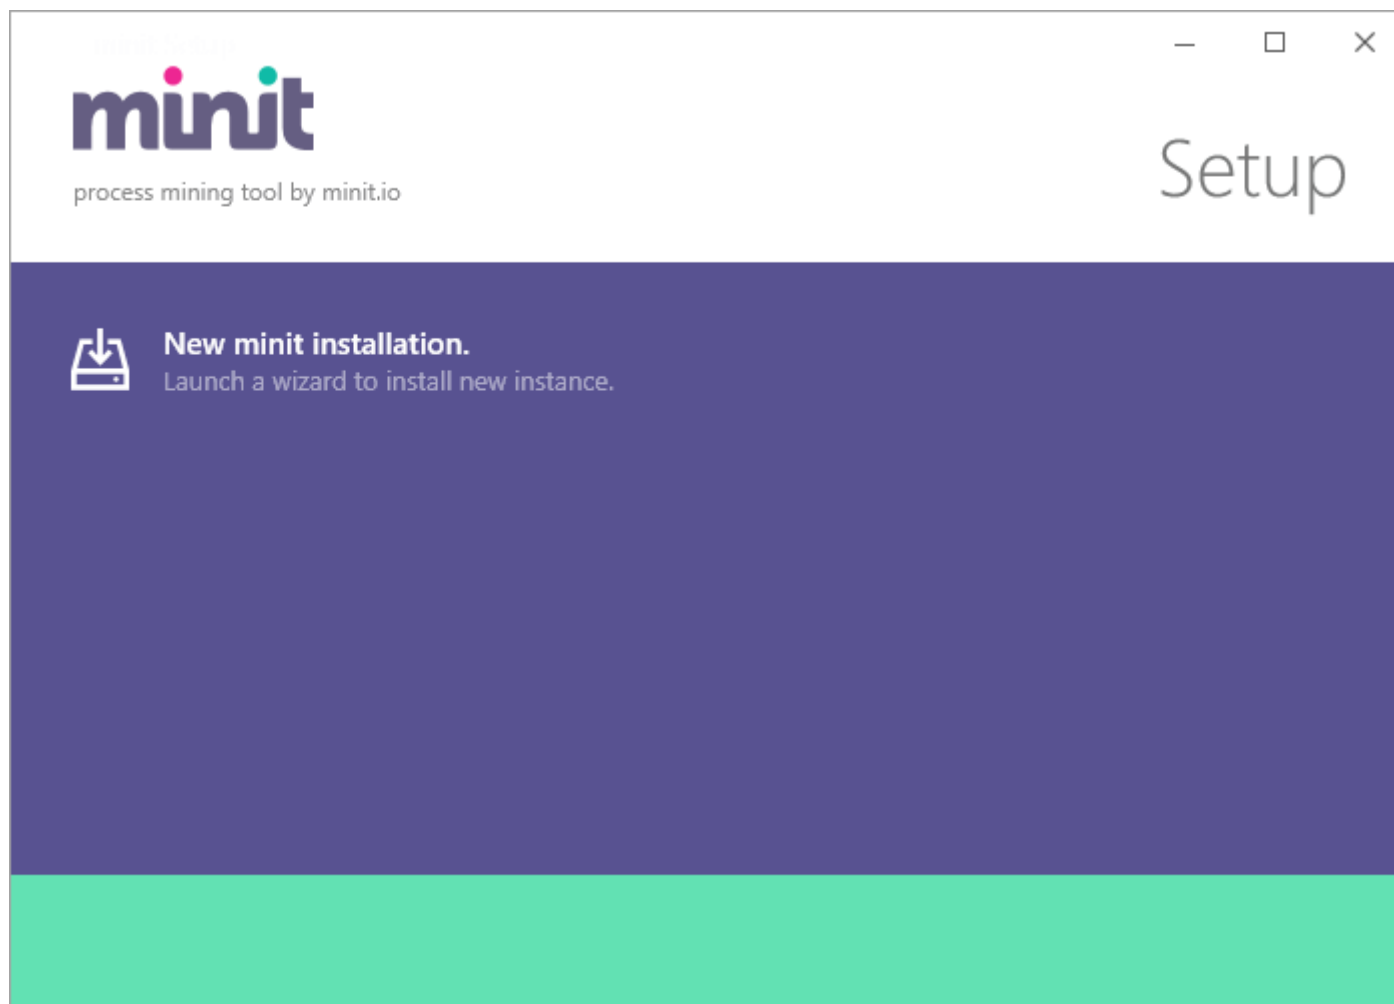 minit
process mining tool by minit.io
Setup
New minit installation.
Launch a wizard to install new instance.